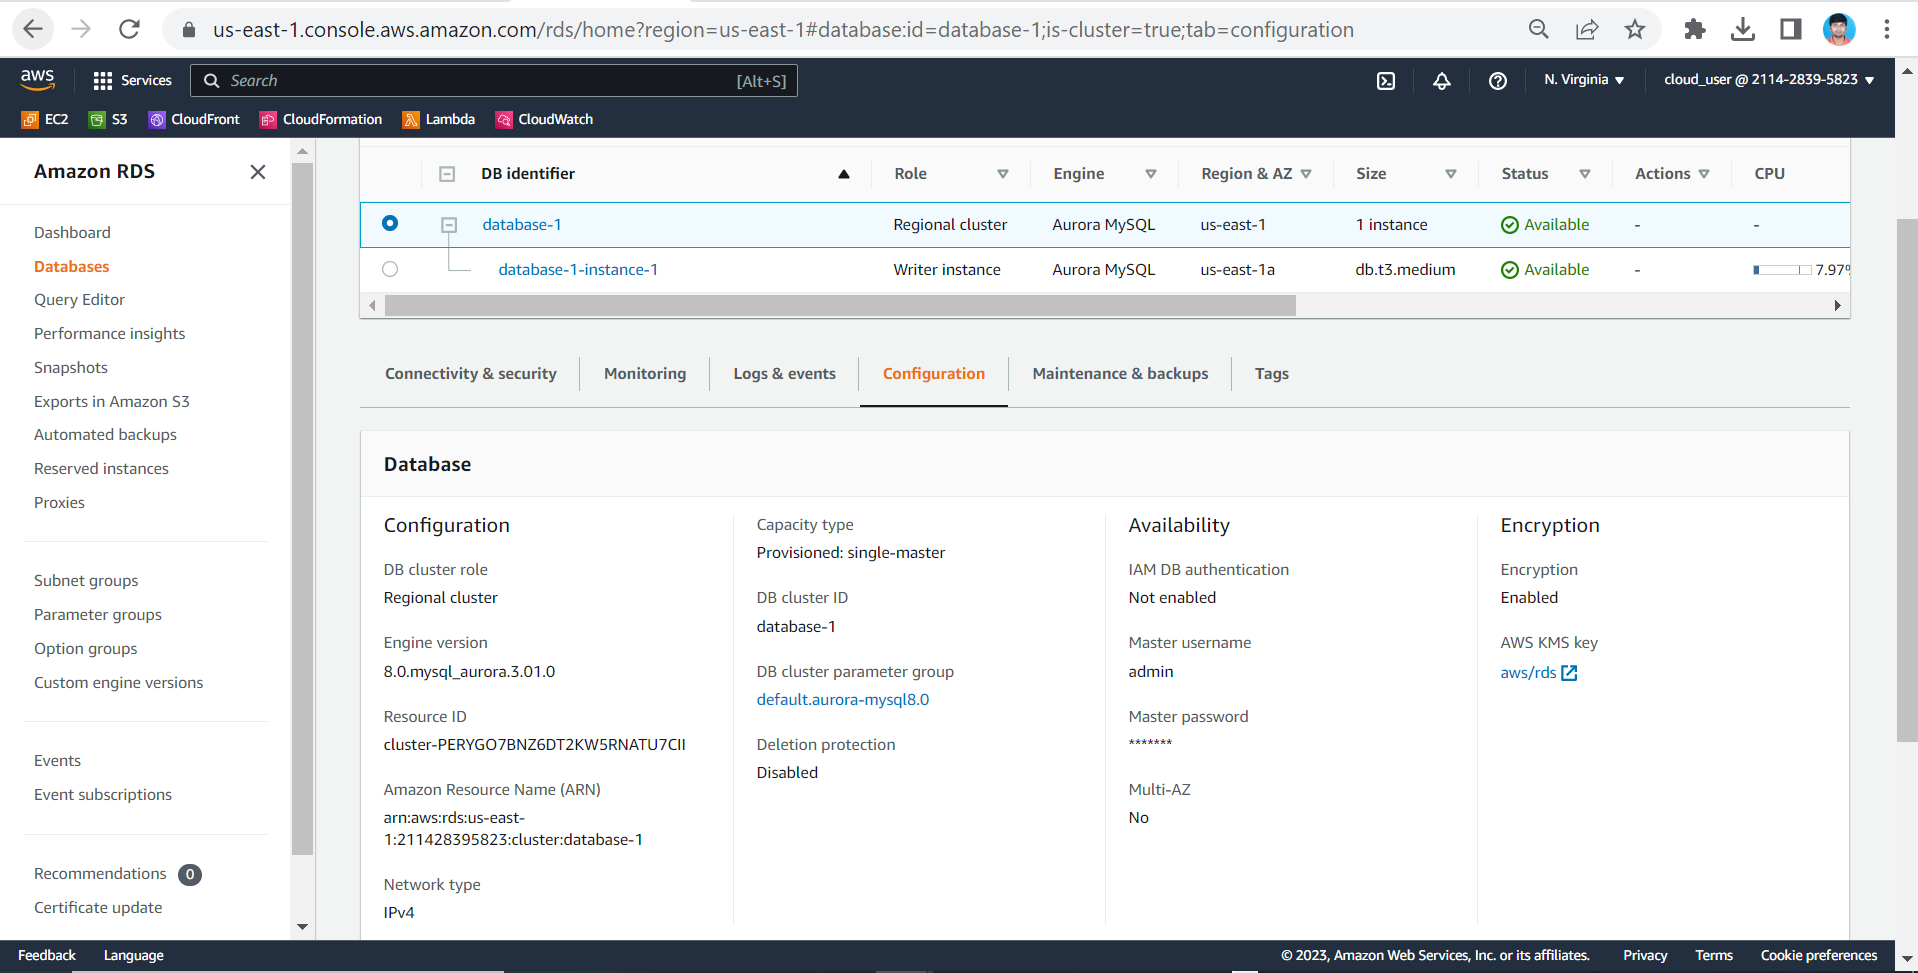 us-east-1.console.aws.amazon.com/rds/home?region=us-east-1#database:id=database-1;is-cluster=true;tab=configuration
aws Services Search [Alt+S] N. Virginia cloud_user @ 2114-2839-5823
EC2 S3 CloudFront CloudFormation Lambda CloudWatch
Amazon RDS
Dashboard
Databases
Query Editor
Performance insights
Snapshots
Exports in Amazon S3
Automated backups
Reserved instances
Proxies
Subnet groups
Parameter groups
Option groups
Custom engine versions
Events
Event subscriptions
Recommendations 0
Certificate update
DB identifier Role Engine Region & AZ Size Status Actions CPU
database-1 Regional cluster Aurora MySQL us-east-1 1 instance Available - -
database-1-instance-1 Writer instance Aurora MySQL us-east-1a db.t3.medium Available - 7.97%
Connectivity & security Monitoring Logs & events Configuration Maintenance & backups Tags
Database
Configuration
DB cluster role
Regional cluster
Engine version
8.0.mysql_aurora.3.01.0
Resource ID
cluster-PERYGO7BNZ6DT2KW5RNATU7CII
Amazon Resource Name (ARN)
arn:aws:rds:us-east-
1:211428395823:cluster:database-1
Network type
IPv4
Capacity type
Provisioned: single-master
DB cluster ID
database-1
DB cluster parameter group
default.aurora-mysql8.0
Deletion protection
Disabled
Availability
IAM DB authentication
Not enabled
Master username
admin
Master password
*******
Multi-AZ
No
Encryption
Encryption
Enabled
AWS KMS key
aws/rds
Feedback Language © 2023, Amazon Web Services, Inc. or its affiliates. Privacy Terms Cookie preferences